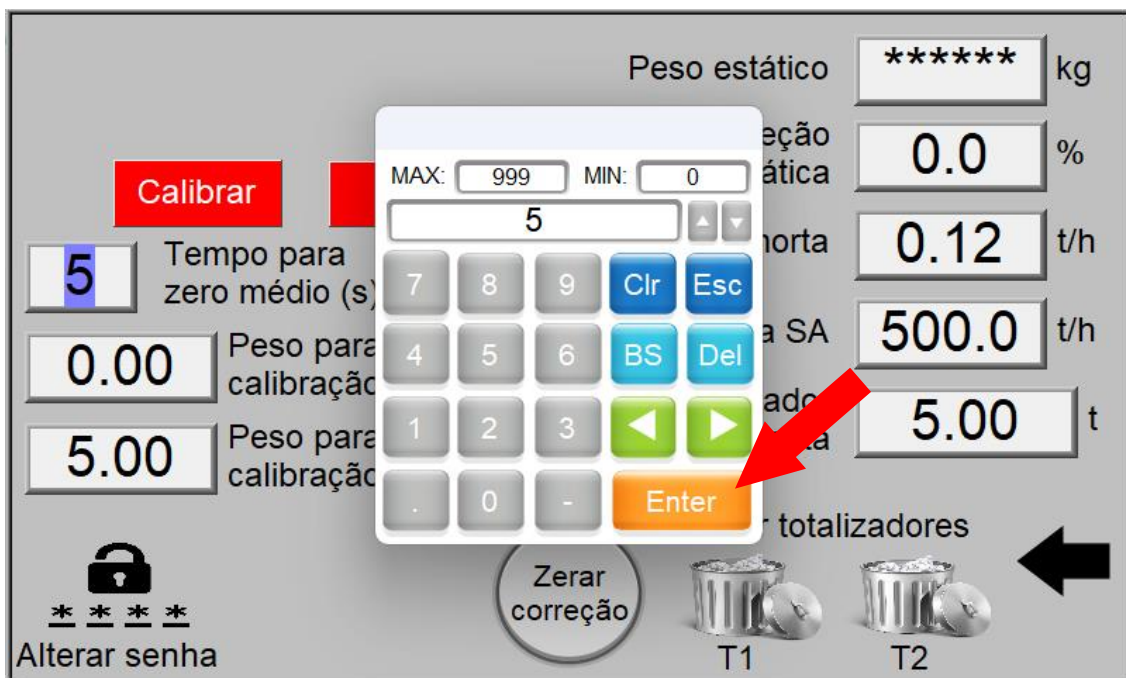 Peso estático
******
kg
eção
ática
0.0
%
MAX:
999
MIN:
0
5
Calibrar
5
Tempo para
zero médio (s)
norta
0.12
t/h
7
8
9
Clr
Esc
0.00
Peso para
calibração
4
5
6
BS
Del
a SA
500.0
t/h
5.00
Peso para
calibração
1
2
3
ado
ta
5.00
t
.
0
-
Enter
r totalizadores
* * * *
Alterar senha
Zerar
correção
T1
T2